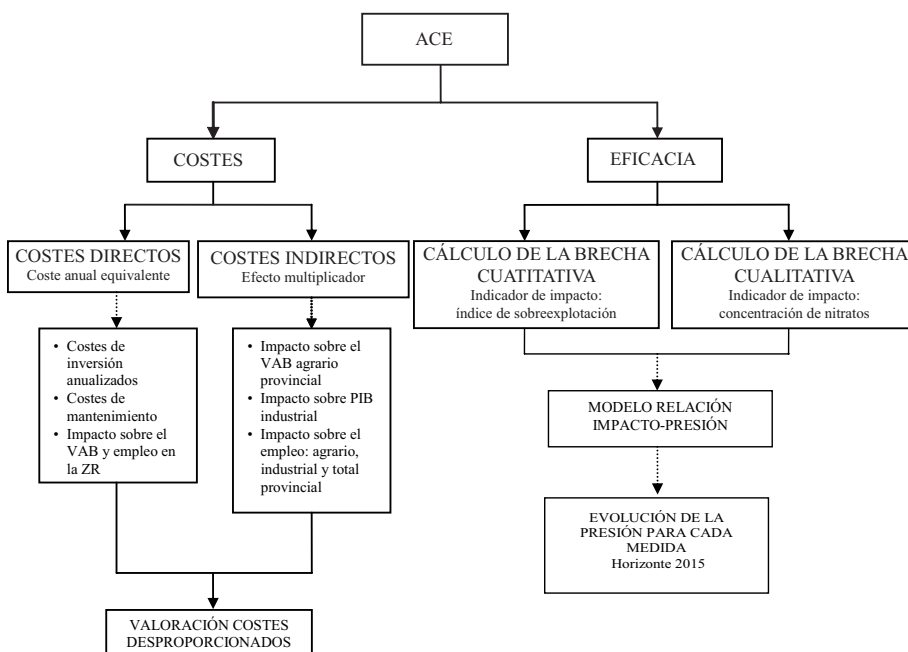 ACE
COSTES
EFICACIA
COSTES DIRECTOS
Coste anual equivalente
COSTES INDIRECTOS
Efecto multiplicador
CÁLCULO DE LA BRECHA
CUATITATIVA
Indicador de impacto:
índice de sobreexplotación
CÁLCULO DE LA BRECHA
CUALITATIVA
Indicador de impacto:
concentración de nitratos
• Costes de
inversión
anualizados
• Costes de
mantenimiento
• Impacto sobre el
VAB y empleo en
la ZR
• Impacto sobre el
VAB agrario
provincial
• Impacto sobre PIB
industrial
• Impacto sobre el
empleo: agrario,
industrial y total
provincial
MODELO RELACIÓN
IMPACTO-PRESIÓN
EVOLUCIÓN DE LA
PRESIÓN PARA CADA
MEDIDA
Horizonte 2015
VALORACIÓN COSTES
DESPROPORCIONADOS